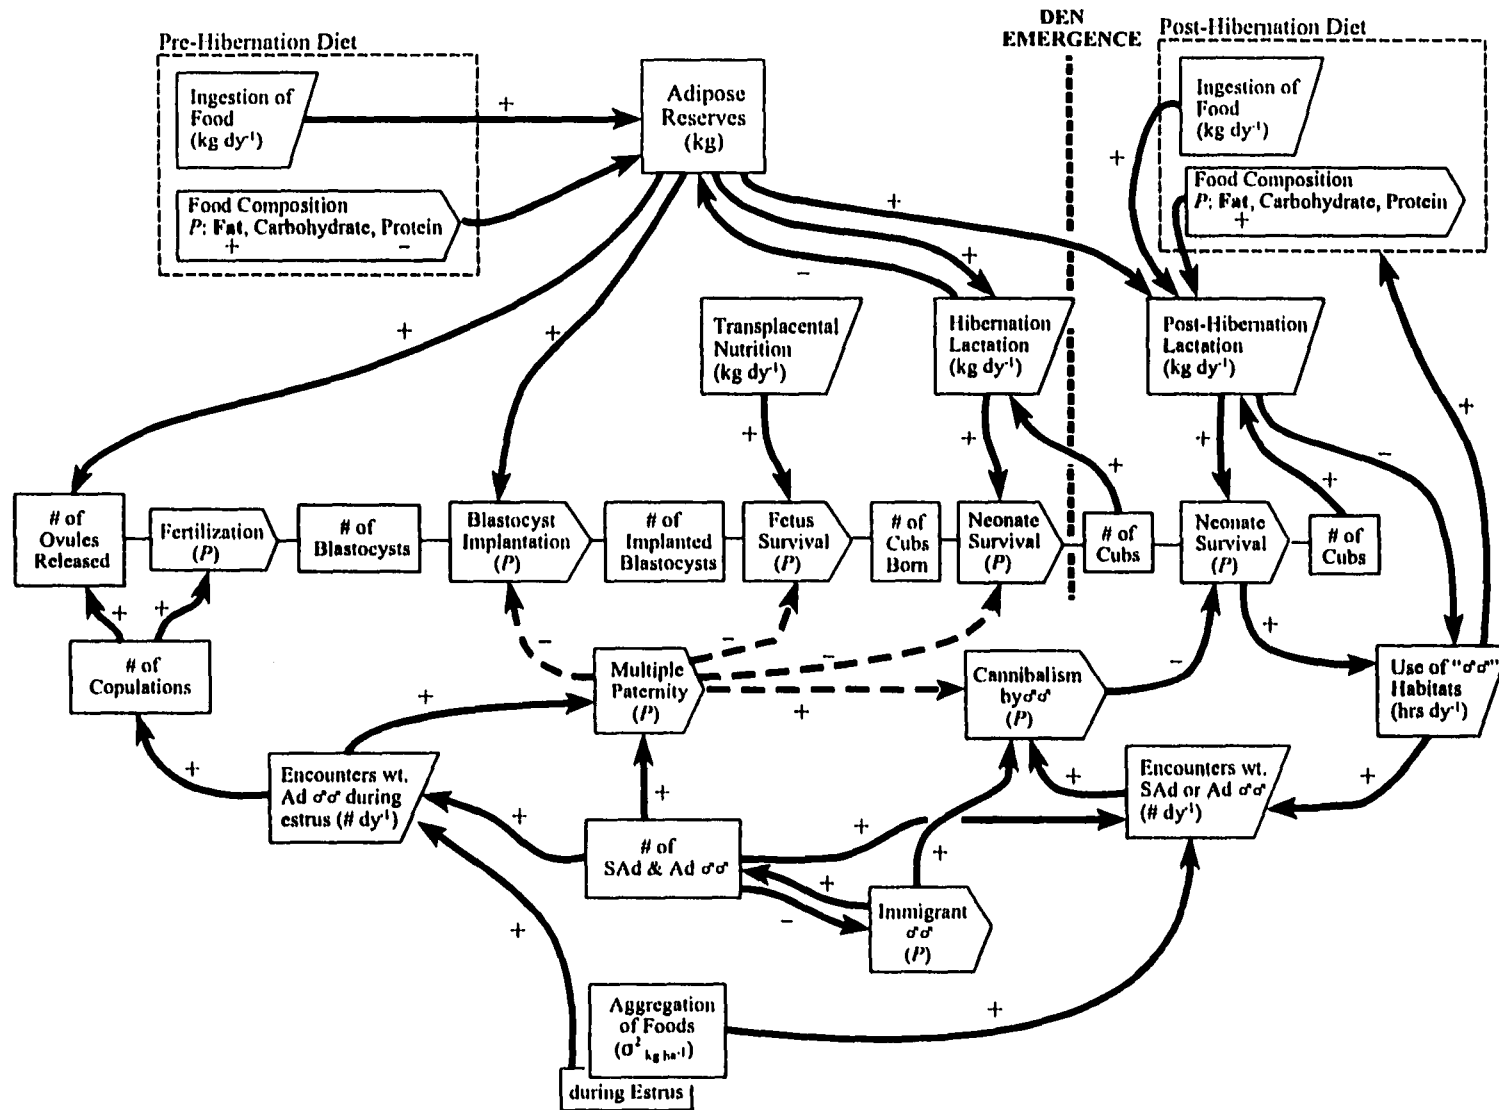 DEN
EMERGENCE
Pre-Hibernation Diet
Post-Hibernation Diet
Ingestion of
Food
(kg dy⁻¹)
+
Adipose
Reserves
(kg)
Ingestion of
Food
(kg dy⁻¹)
+
Food Composition
P: Fat, Carbohydrate, Protein
+ −
Food Composition
P: Fat, Carbohydrate, Protein
+
+
+
−
+
+
Transplacental
Nutrition
(kg dy⁻¹)
Hibernation
Lactation
(kg dy⁻¹)
Post-Hibernation
Lactation
(kg dy⁻¹)
+
+
+
+
+
+
−
# of
Ovules
Released
Fertilization
(P)
# of
Blastocysts
Blastocyst
Implantation
(P)
# of
Implanted
Blastocysts
Fetus
Survival
(P)
# of
Cubs
Born
Neonate
Survival
(P)
# of
Cubs
Neonate
Survival
(P)
# of
Cubs
+
+
−
−
−
+
# of
Copulations
Multiple
Paternity
(P)
+
Cannibalism
by ♂♂
(P)
−
Use of "♂♂"
Habitats
(hrs dy⁻¹)
+
+
Encounters wt.
Ad ♂♂ during
estrus (# dy⁻¹)
+
+
Encounters wt.
SAd or Ad ♂♂
(# dy⁻¹)
+
+
# of
SAd & Ad ♂♂
+
+
+
−
Immigrant
♂♂
(P)
+
Aggregation
of Foods
(σ² kg ha⁻¹)
+
during Estrus